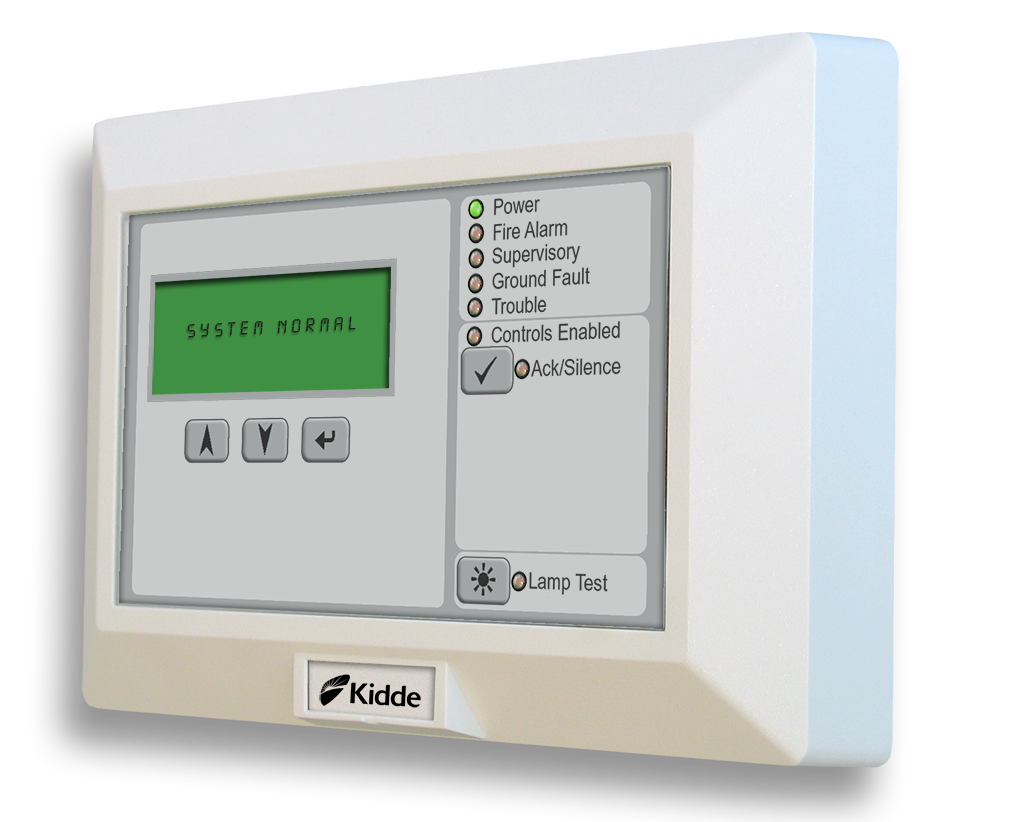 SYSTEM NORMAL
Power
Fire Alarm
Supervisory
Ground Fault
Trouble
Controls Enabled
Ack/Silence
Lamp Test
Kidde